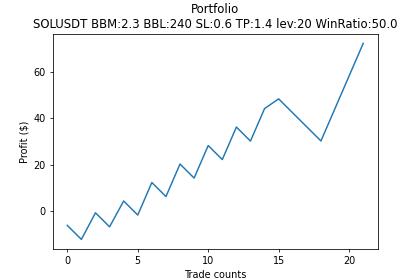 Portfolio
SOLUSDT BBM:2.3 BBL:240 SL:0.6 TP:1.4 lev:20 WinRatio:50.0
60
40
20
0
Profit ($)
0 5 10 15 20
Trade counts